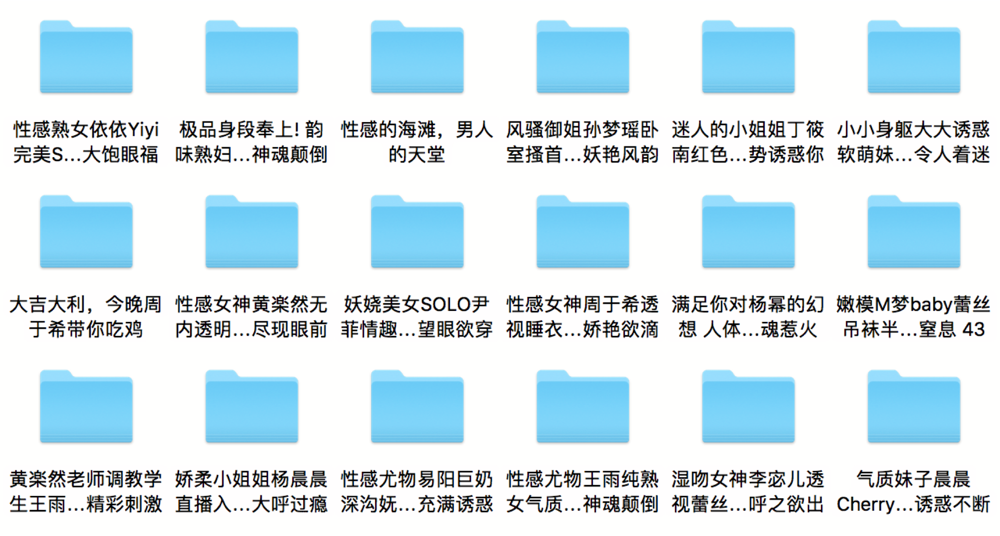 性感熟女依依Yiyi
完美S...大饱眼福
极品身段奉上! 韵
味熟妇...神魂颠倒
性感的海滩，男人
的天堂
风骚御姐孙梦瑶卧
室搔首...妖艳风韵
迷人的小姐姐丁筱
南红色...势诱惑你
小小身躯大大诱惑
软萌妹...令人着迷
大吉大利，今晚周
于希带你吃鸡
性感女神黄楽然无
内透明...尽现眼前
妖娆美女SOLO尹
菲情趣...望眼欲穿
性感女神周于希透
视睡衣...娇艳欲滴
满足你对杨幂的幻
想 人体...魂惹火
嫩模M梦baby蕾丝
吊袜半...窒息 43
黄楽然老师调教学
生王雨...精彩刺激
娇柔小姐姐杨晨晨
直播入...大呼过瘾
性感尤物易阳巨奶
深沟妩...充满诱惑
性感尤物王雨纯熟
女气质...神魂颠倒
湿吻女神李宓儿透
视蕾丝...呼之欲出
气质妹子晨晨
Cherry...诱惑不断